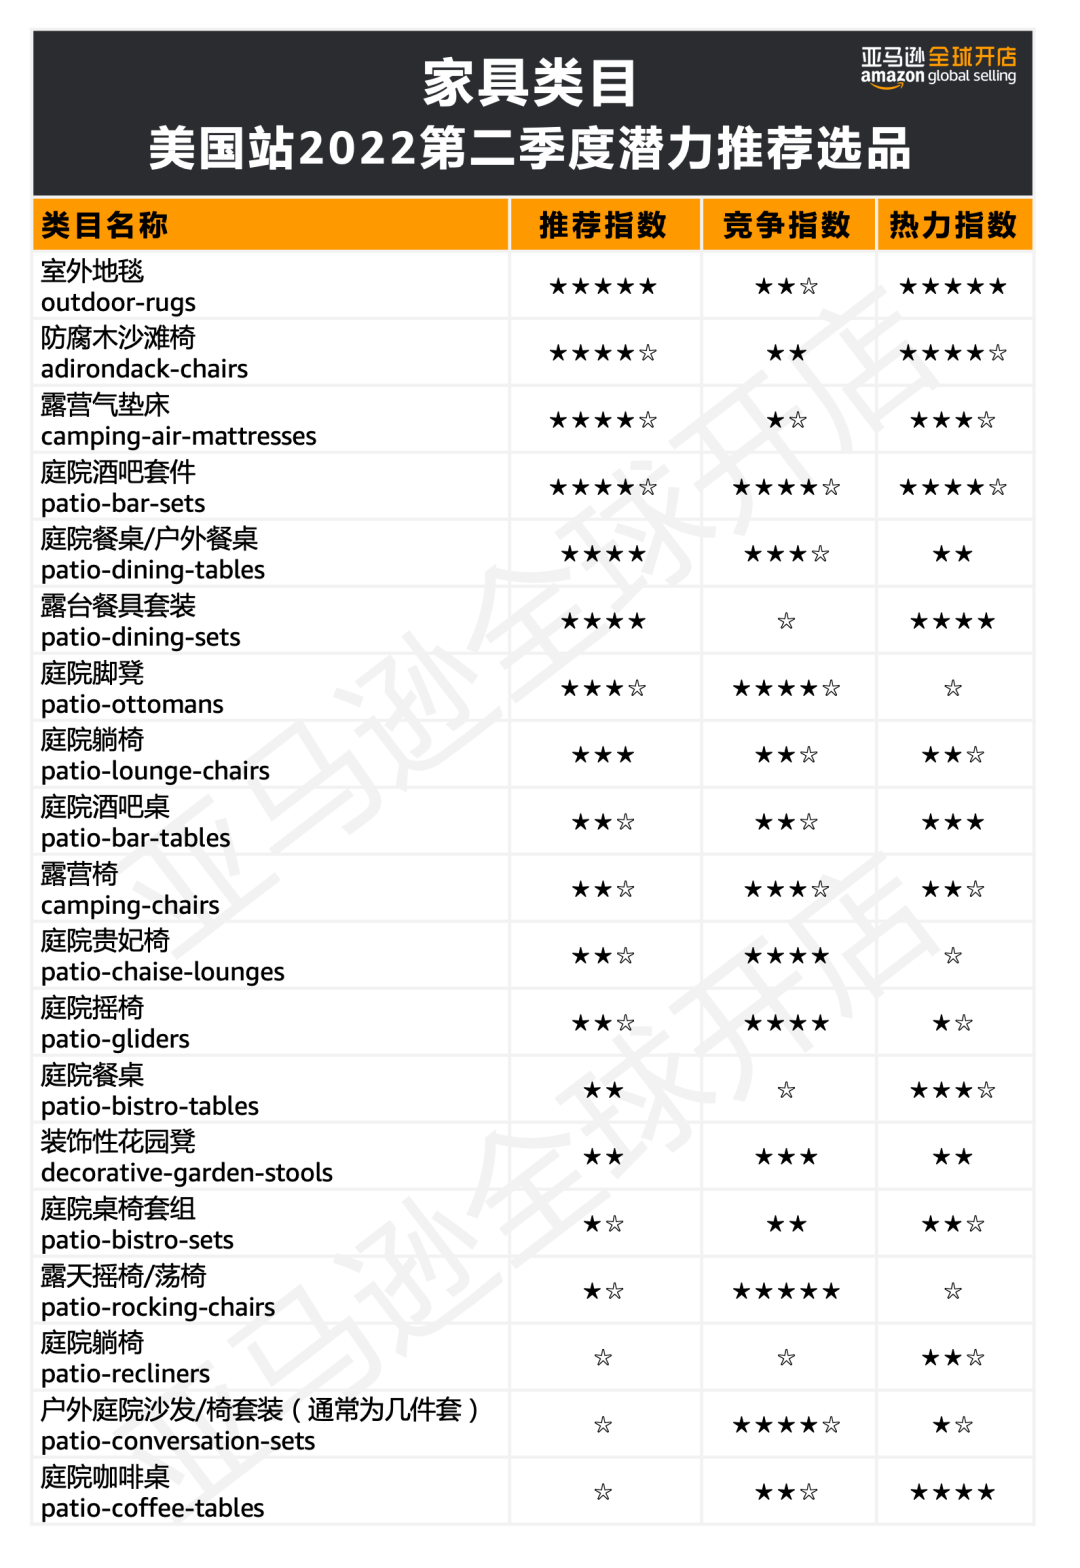 亚马逊全球开店
amazon global selling
家具类目
美国站2022第二季度潜力推荐选品
类目名称 推荐指数 竞争指数 热力指数
室外地毯
outdoor-rugs ★★★★★ ★★☆ ★★★★★
防腐木沙滩椅
adirondack-chairs ★★★★☆ ★★ ★★★★☆
露营气垫床
camping-air-mattresses ★★★★☆ ★☆ ★★★☆
庭院酒吧套件
patio-bar-sets ★★★★☆ ★★★★☆ ★★★★☆
庭院餐桌/户外餐桌
patio-dining-tables ★★★★ ★★★☆ ★★
露台餐具套装
patio-dining-sets ★★★★ ☆ ★★★★
庭院脚凳
patio-ottomans ★★★☆ ★★★★☆ ☆
庭院躺椅
patio-lounge-chairs ★★★ ★★☆ ★★☆
庭院酒吧桌
patio-bar-tables ★★☆ ★★☆ ★★★
露营椅
camping-chairs ★★☆ ★★★☆ ★★☆
庭院贵妃椅
patio-chaise-lounges ★★☆ ★★★★ ☆
庭院摇椅
patio-gliders ★★☆ ★★★★ ★☆
庭院餐桌
patio-bistro-tables ★★ ☆ ★★★☆
装饰性花园凳
decorative-garden-stools ★★ ★★★ ★★
庭院桌椅套组
patio-bistro-sets ★☆ ★★ ★★☆
露天摇椅/荡椅
patio-rocking-chairs ★☆ ★★★★★ ☆
庭院躺椅
patio-recliners ☆ ☆ ★★☆
户外庭院沙发/椅套装（通常为几件套）
patio-conversation-sets ☆ ★★★★☆ ★☆
庭院咖啡桌
patio-coffee-tables ☆ ★★☆ ★★★★
亚马逊全球开店
亚马逊全球开店